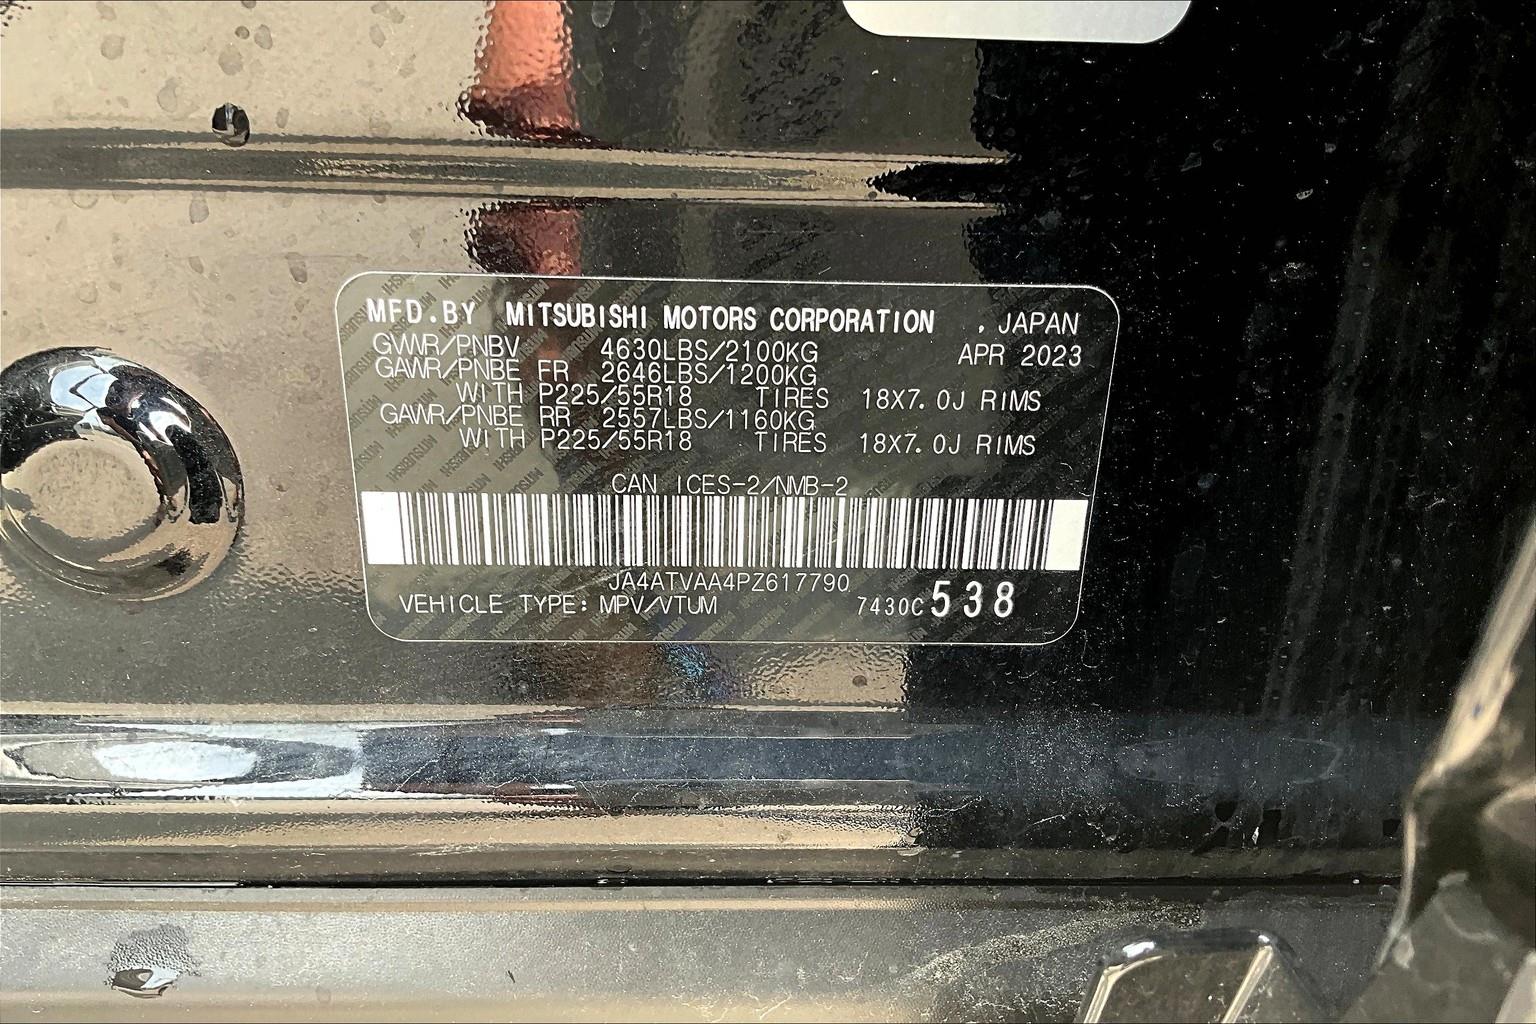 MFD.BY MITSUBISHI MOTORS CORPORATION , JAPAN
GVWR/PNBV 4630LBS/2100KG APR 2023
GAWR/PNBE FR 2646LBS/1200KG
WITH P225/55R18 TIRES 18X7.0J RIMS
GAWR/PNBE RR 2557LBS/1160KG
WITH P225/55R18 TIRES 18X7.0J RIMS
CAN ICES-2/NMB-2
JA4ATVAA4PZ617790
VEHICLE TYPE: MPV/VTUM 7430C538